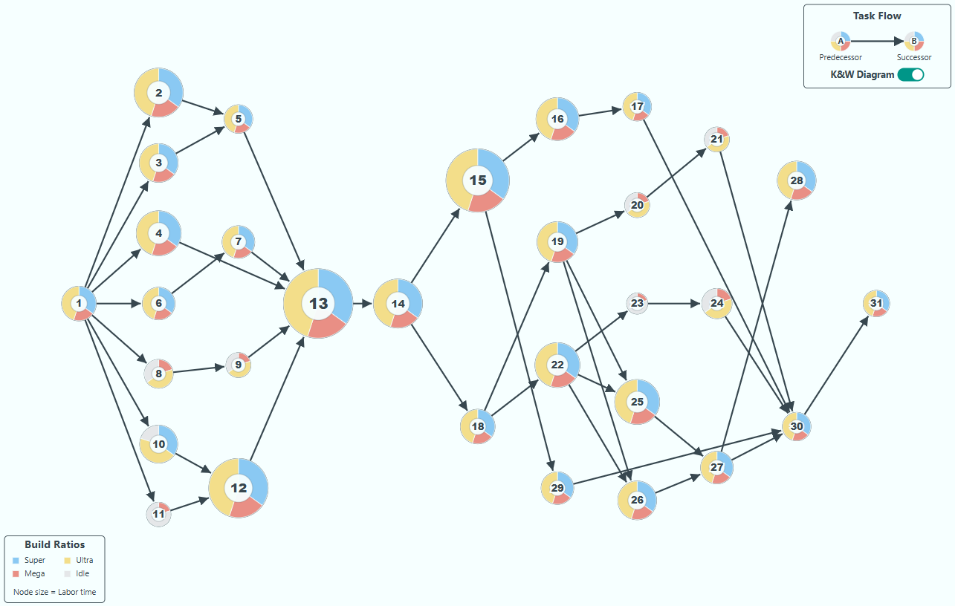 Task Flow
A
B
Predecessor
Successor
K&W Diagram
2
5
3
4
7
1
6
13
8
9
10
12
11
14
15
16
17
21
28
20
19
23
24
31
22
25
18
30
27
29
26
Build Ratios
Super
Ultra
Mega
Idle
Node size = Labor time